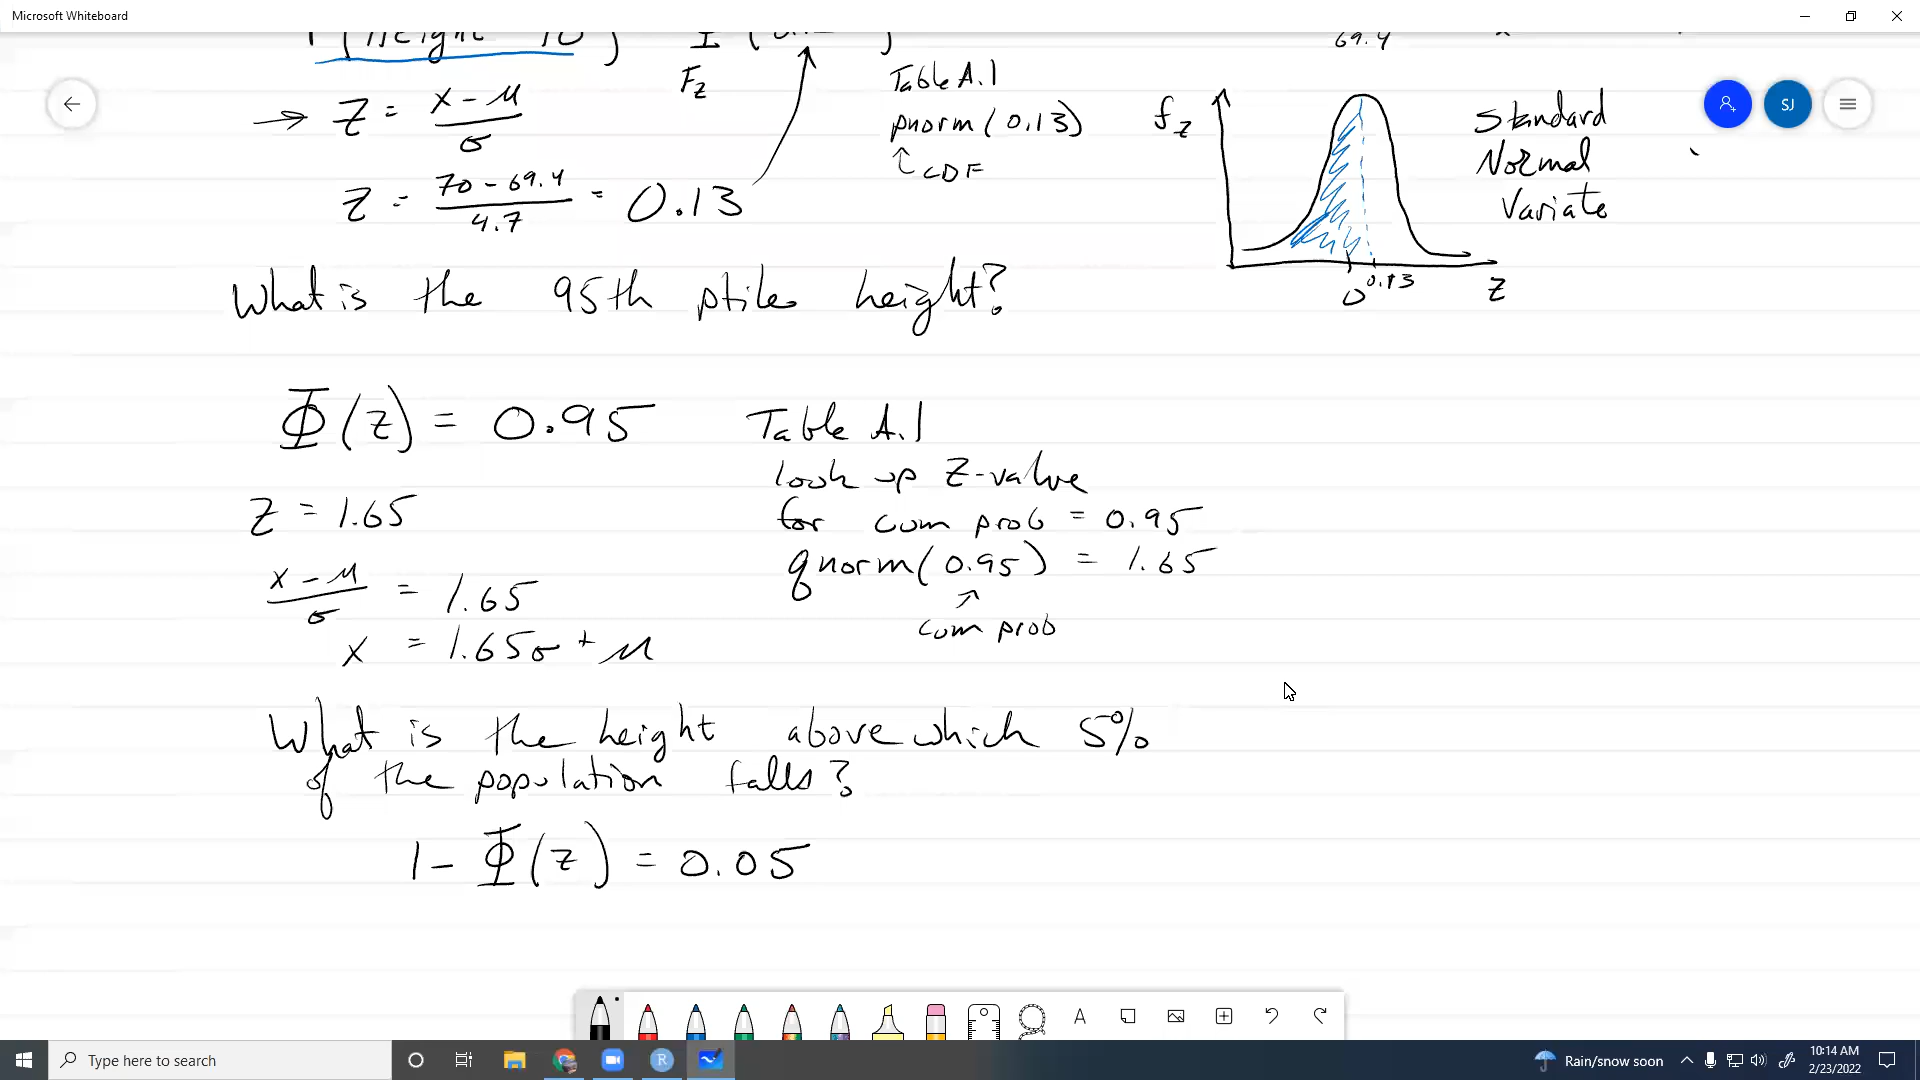 Microsoft Whiteboard
69.4
F_Z
Table A.1
Z = (x - μ) / σ
pnorm(0.13)
↑ CDF
Z = (70 - 69.4) / 4.7 = 0.13
f_Z
0 0.13 Z
Standard
Normal
Variate
SJ
What is the 95th ptile height?
Φ(z) = 0.95
Table A.1
look up Z-value
for cum prob = 0.95
qnorm(0.95) = 1.65
cum prob
Z = 1.65
(x - μ) / σ = 1.65
x = 1.65σ + μ
What is the height above which 5%
of the population falls?
1 - Φ(z) = 0.05
A
Type here to search
R
Rain/snow soon
10:14 AM
2/23/2022